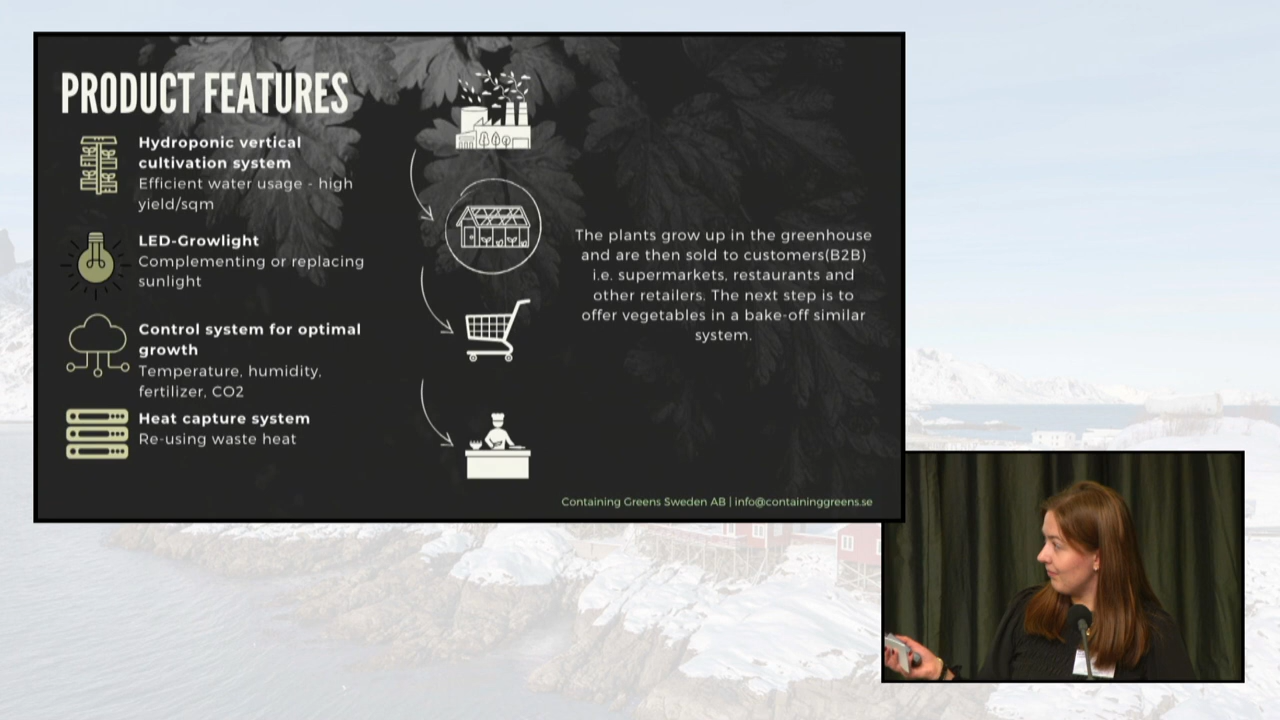 PRODUCT FEATURES
Hydroponic vertical
cultivation system
Efficient water usage - high
yield/sqm
LED-Growlight
Complementing or replacing
sunlight
Control system for optimal
growth
Temperature, humidity,
fertilizer, CO2
Heat capture system
Re-using waste heat
The plants grow up in the greenhouse
and are then sold to customers(B2B)
i.e. supermarkets, restaurants and
other retailers. The next step is to
offer vegetables in a bake-off similar
system.
Containing Greens Sweden AB | info@containinggreens.se